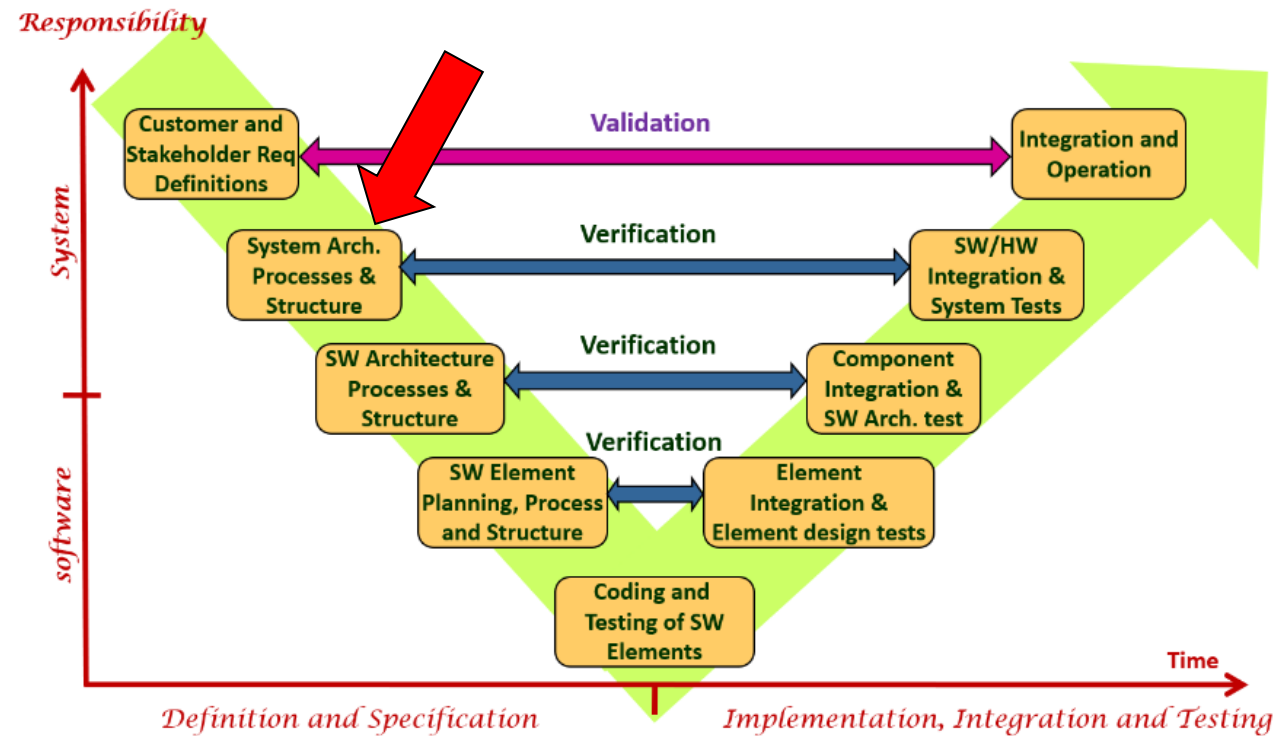 Responsibility
Customer and
Stakeholder Req
Definitions
Validation
Integration and
Operation
System
System Arch.
Processes &
Structure
Verification
SW/HW
Integration &
System Tests
SW Architecture
Processes &
Structure
Verification
Component
Integration &
SW Arch. test
software
SW Element
Planning, Process
and Structure
Verification
Element
Integration &
Element design tests
Coding and
Testing of SW
Elements
Time
Definition and Specification
Implementation, Integration and Testing